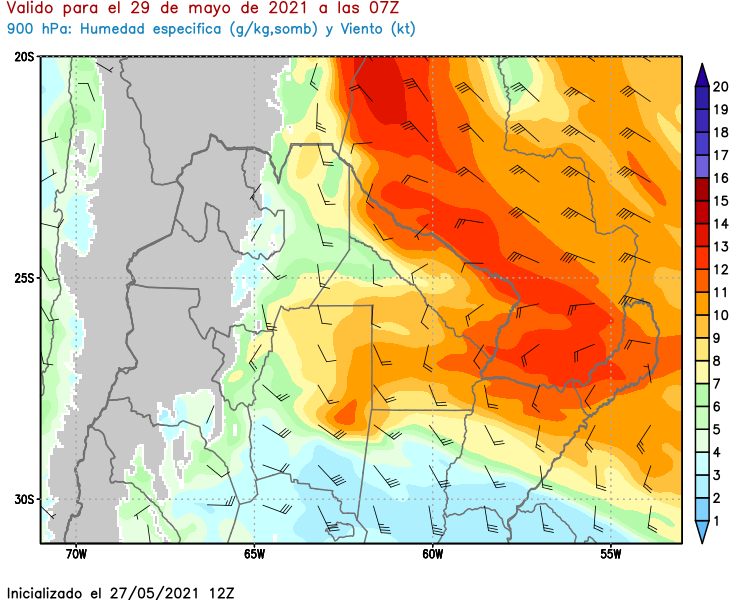 Valido para el 29 de mayo de 2021 a las 07Z
900 hPa: Humedad especifica (g/kg,somb) y Viento (kt)
20S
25S
30S
70W
65W
60W
55W
20
19
18
17
16
15
14
13
12
11
10
9
8
7
6
5
4
3
2
1
Inicializado el 27/05/2021 12Z